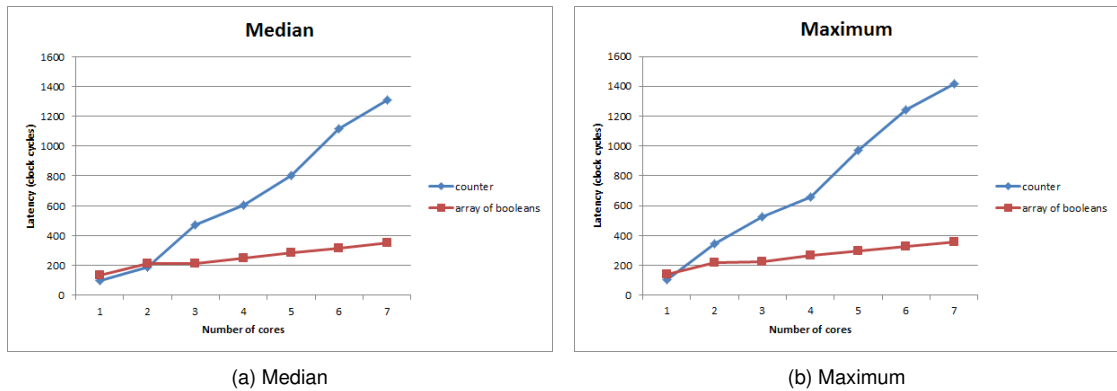 Median
1600
1400
1200
1000
800
600
400
200
0
Latency (clock cycles)
1 2 3 4 5 6 7
Number of cores
counter
array of booleans
(a) Median
Maximum
1600
1400
1200
1000
800
600
400
200
0
Latency (clock cycles)
1 2 3 4 5 6 7
Number of cores
counter
array of booleans
(b) Maximum